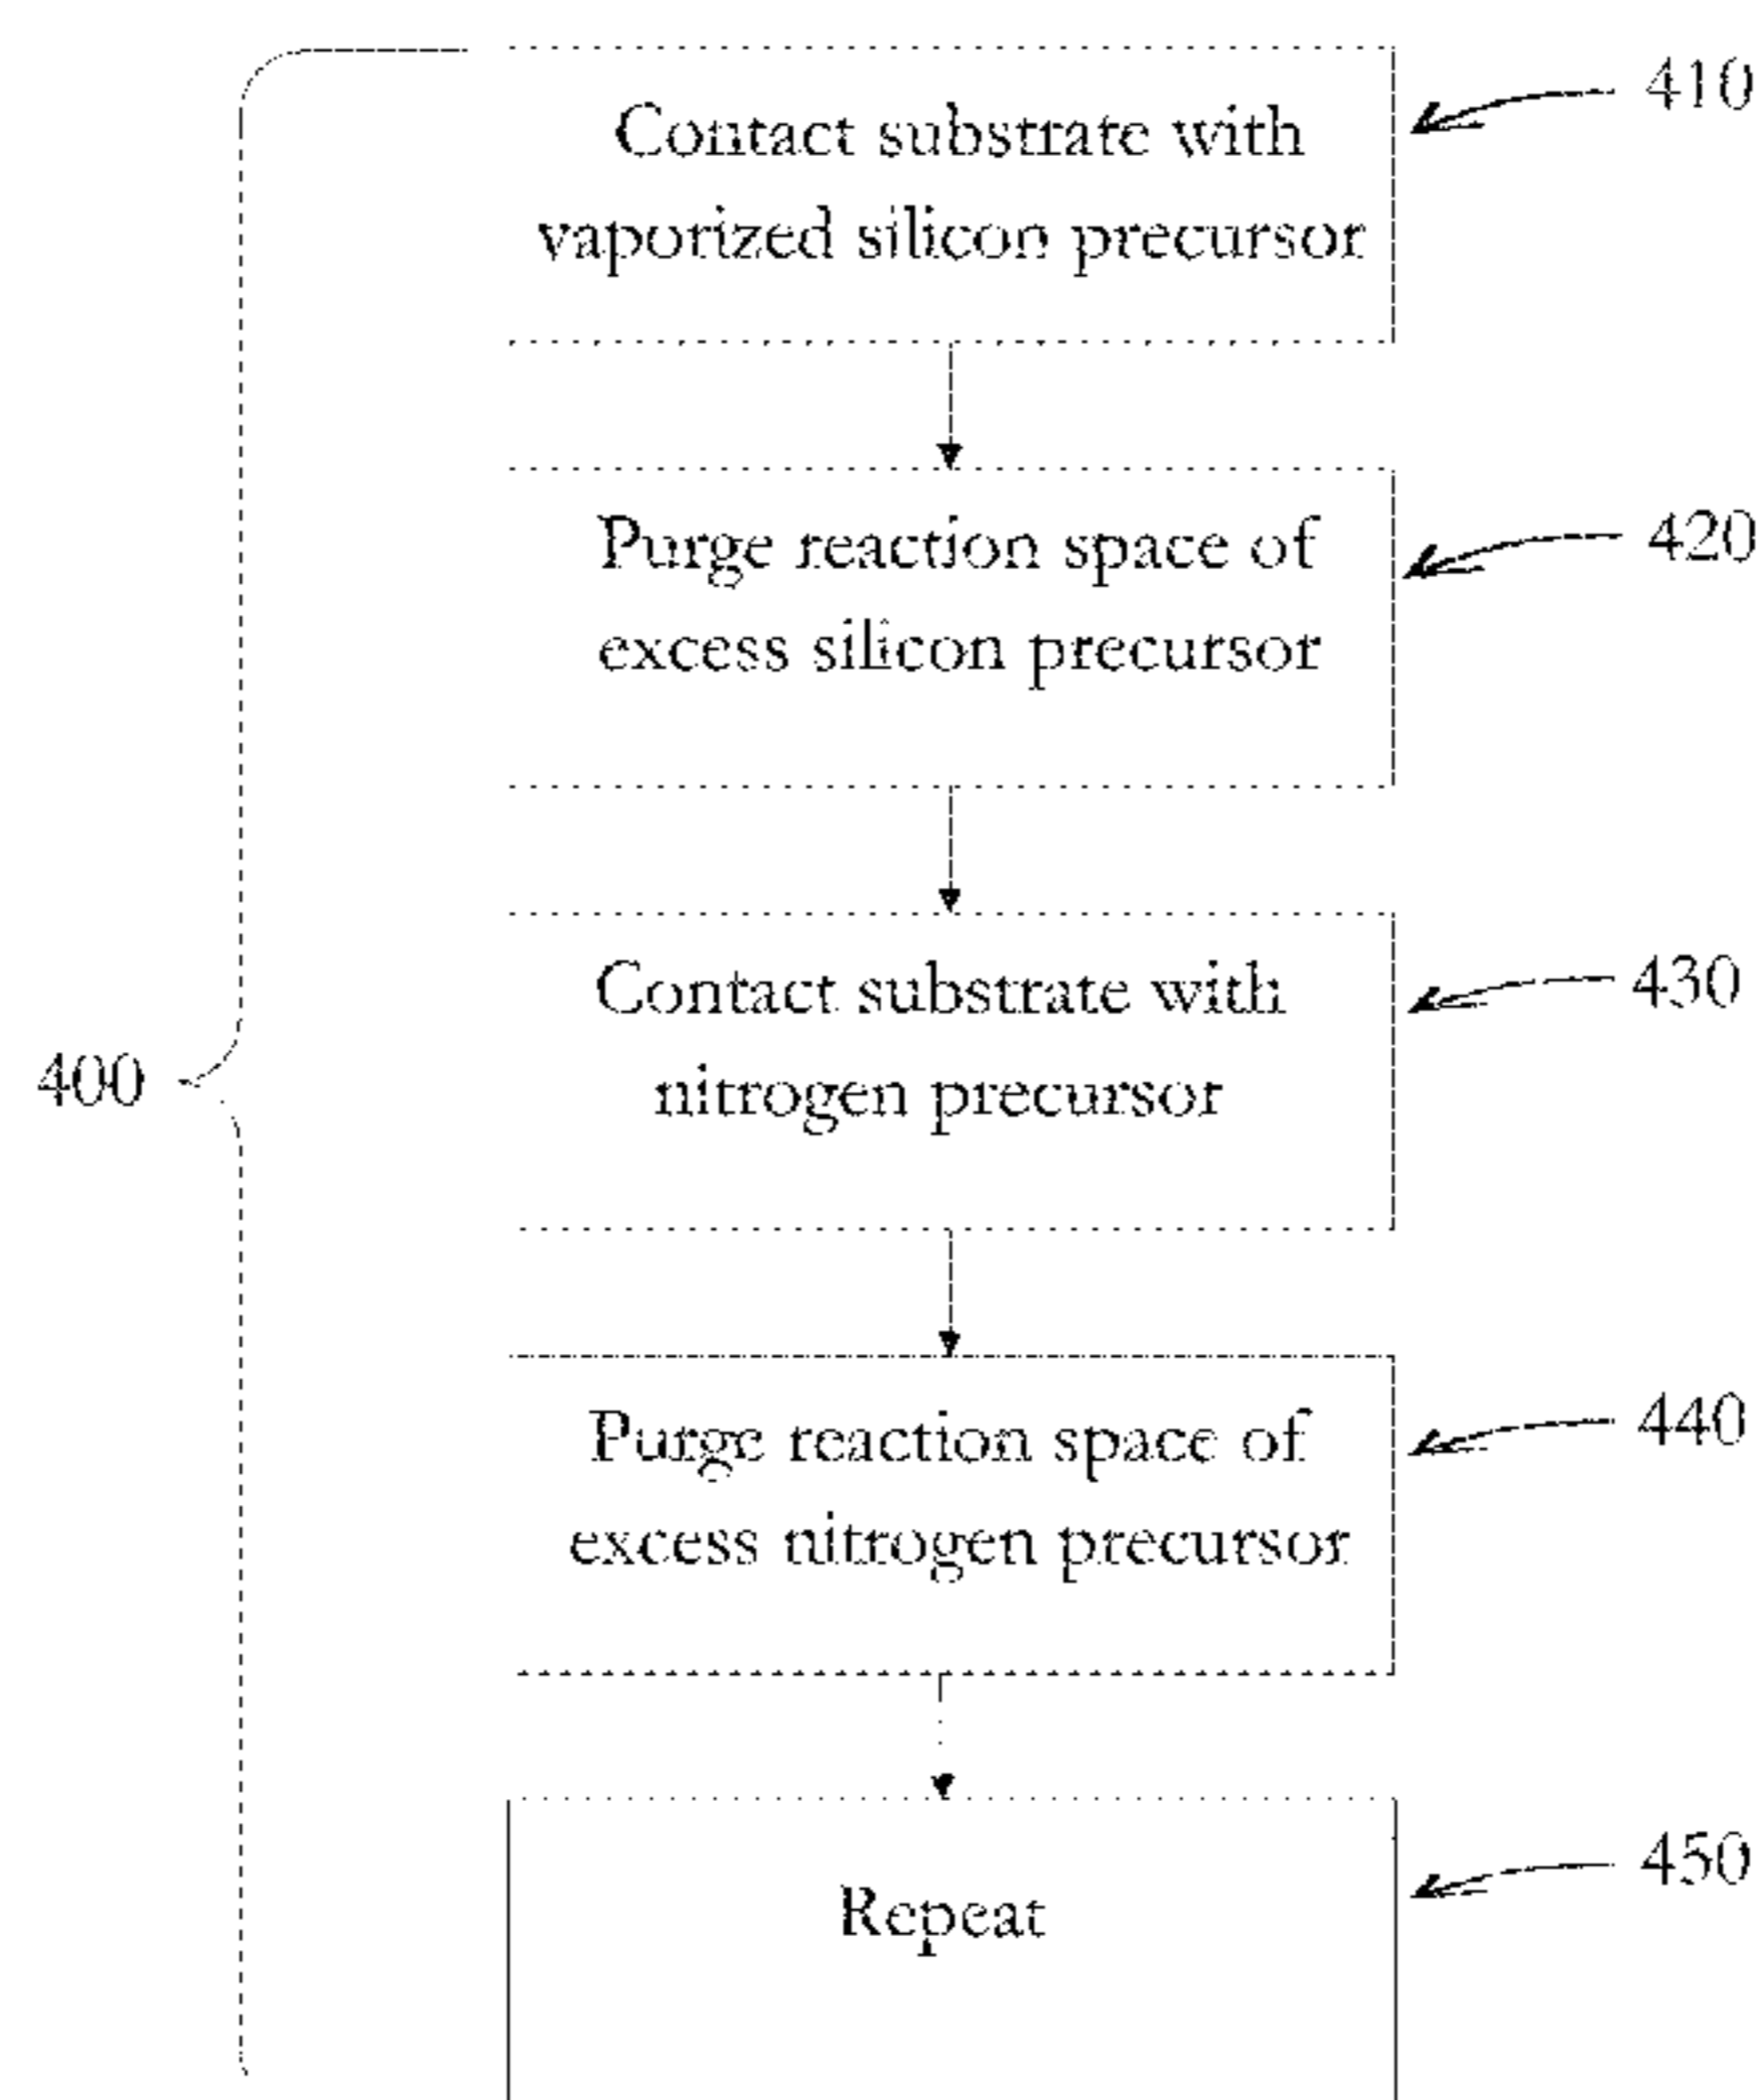 Contact substrate with
vaporized silicon precursor
410
Purge reaction space of
excess silicon precursor
420
Contact substrate with
nitrogen precursor
430
400
Purge reaction space of
excess nitrogen precursor
440
Repeat
450